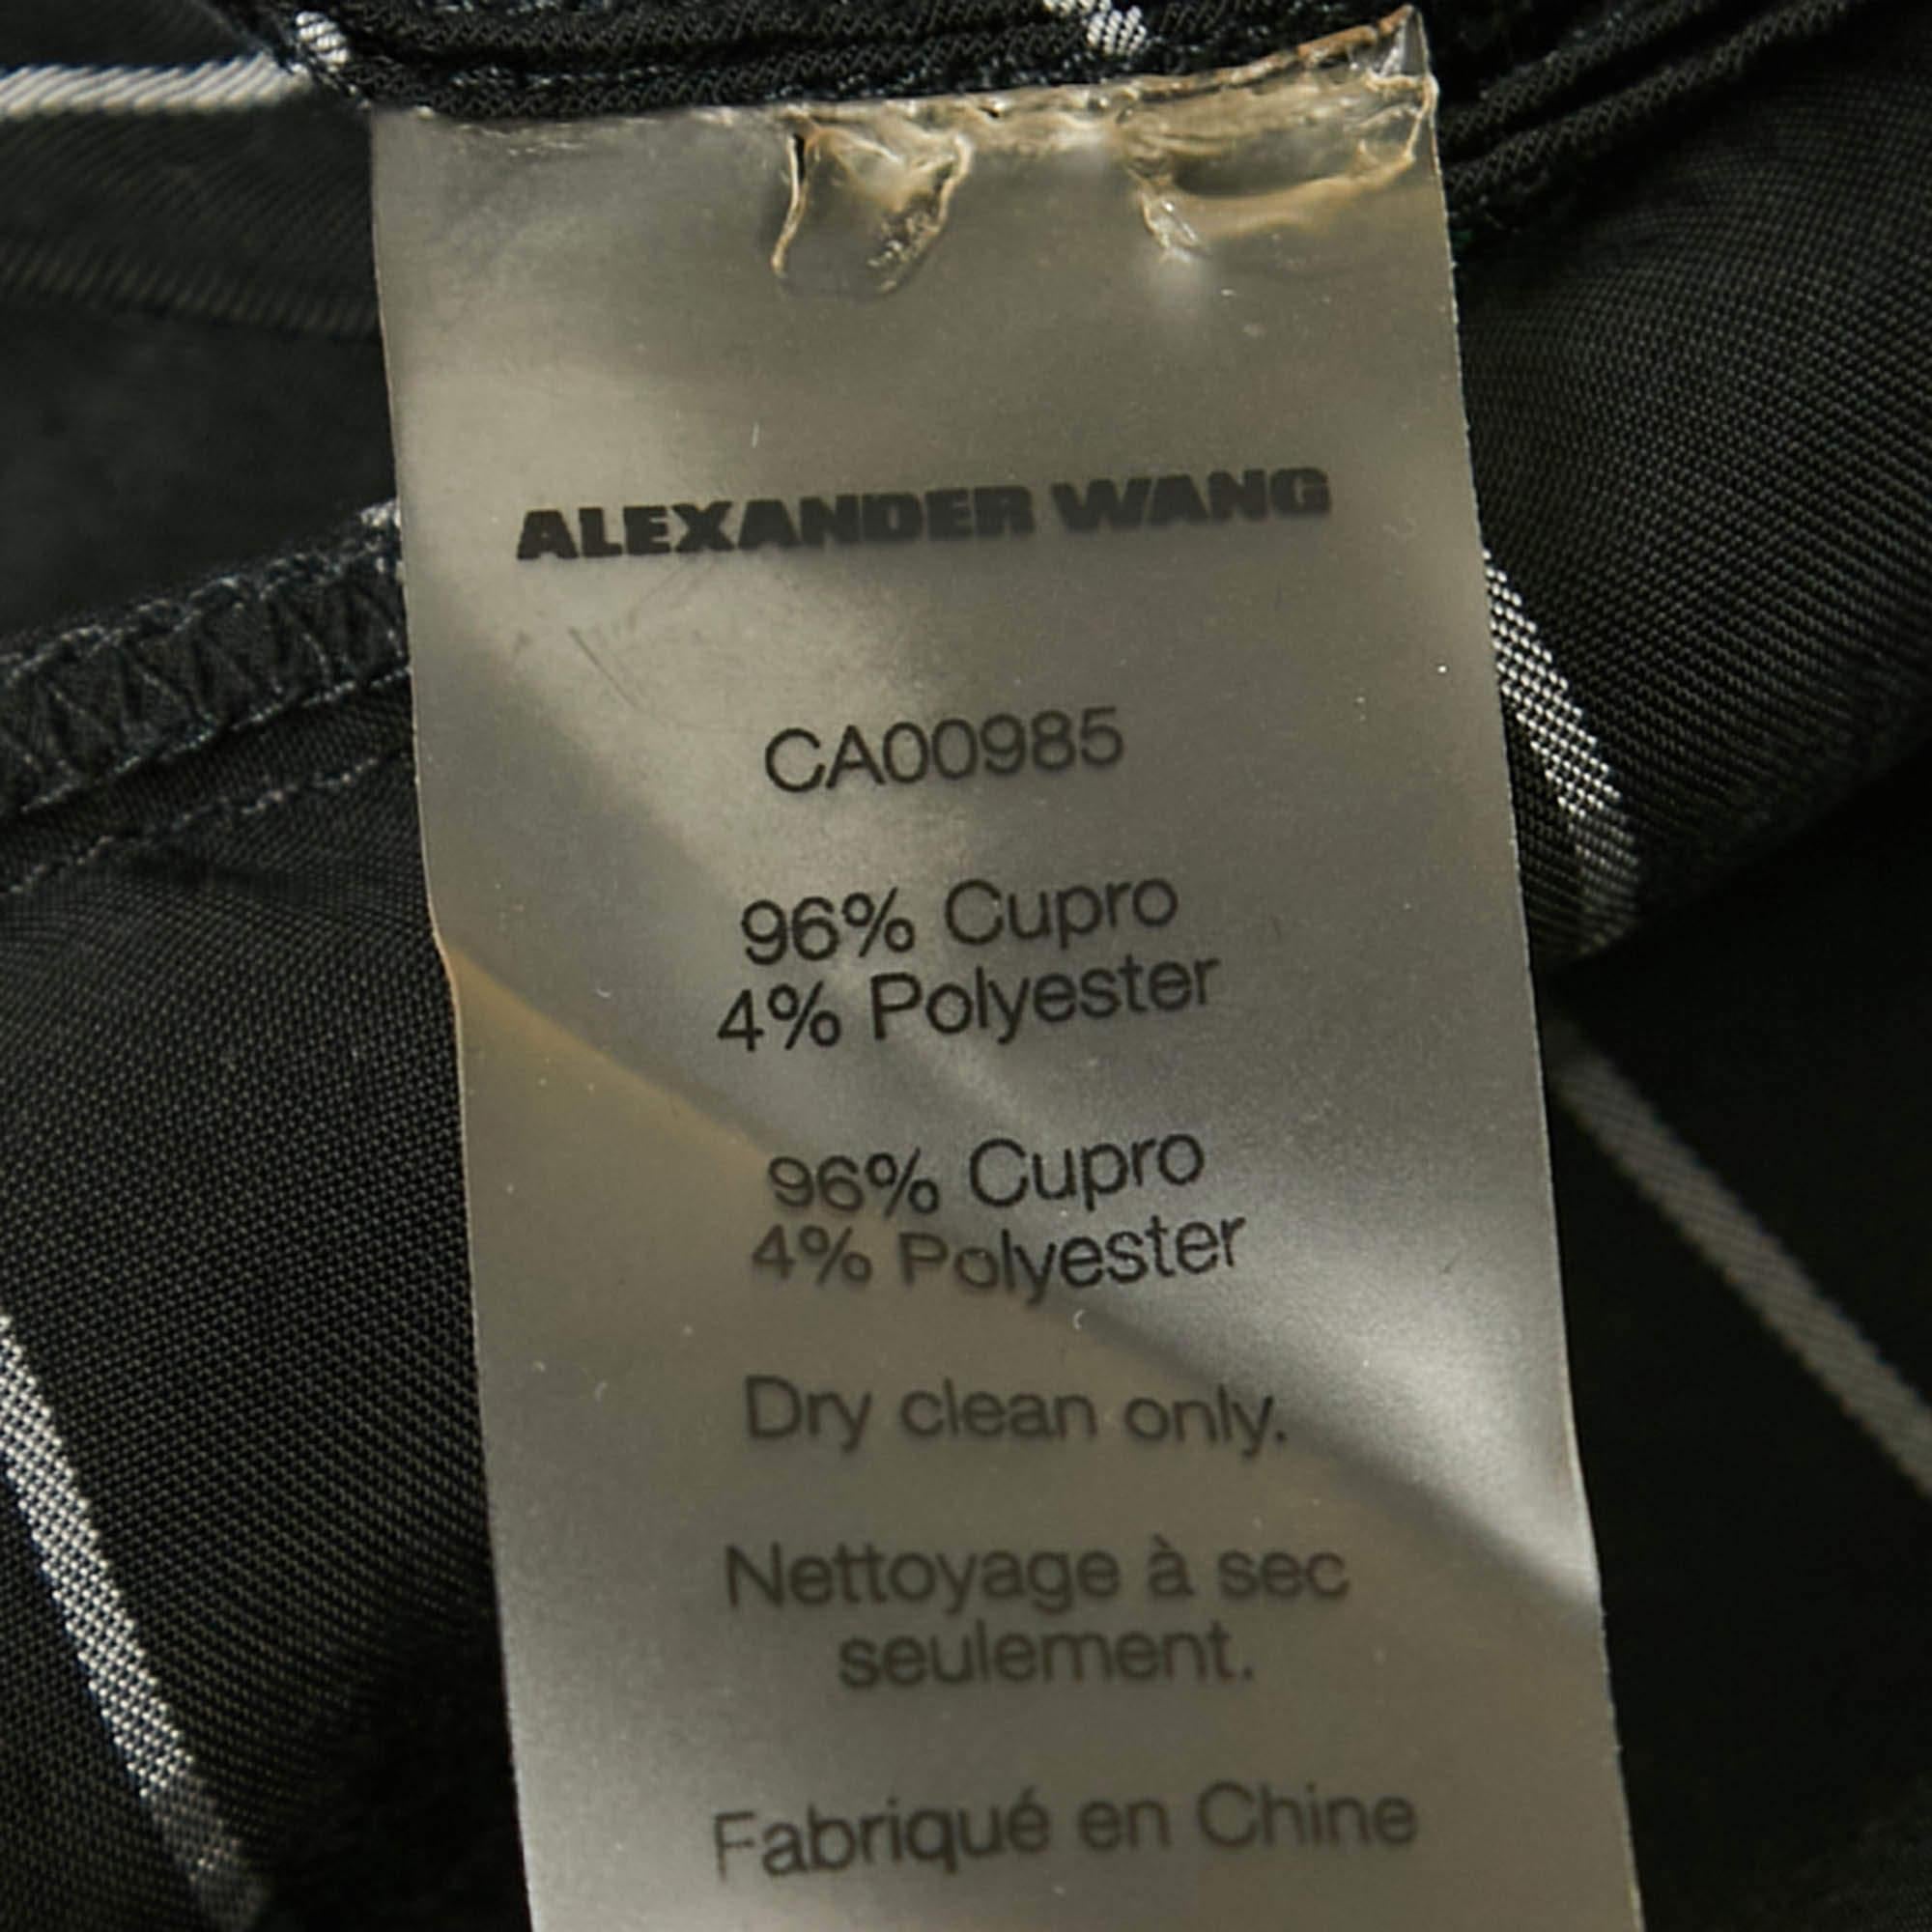 ALEXANDER WANG
CA00985
96% Cupro
4% Polyester
96% Cupro
4% Polyester
Dry clean only.
Nettoyage à sec
seulement.
Fabriqué en Chine